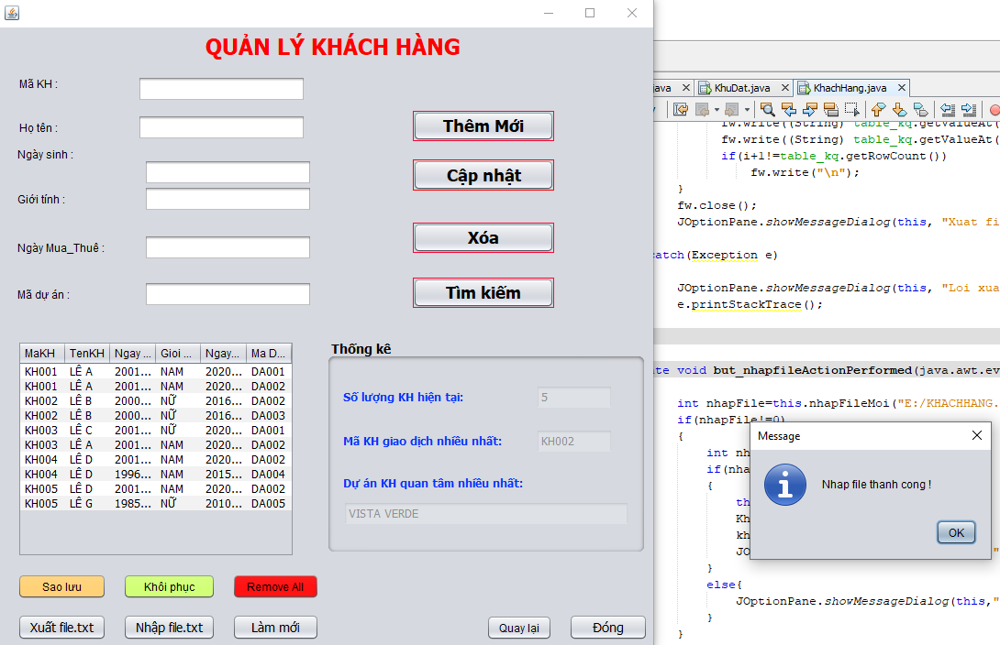 QUẢN LÝ KHÁCH HÀNG
Mã KH :
Họ tên :
Ngày sinh :
Giới tính :
Ngày Mua_Thuê :
Mã dự án :
Thêm Mới
Cập nhật
Xóa
Tìm kiếm
MaKH TenKH Ngay ... Gioi ... Ngay... Ma D...
KH001 LÊ A 2001... NAM 2020... DA001
KH001 LÊ A 2001... NAM 2020... DA002
KH002 LÊ B 2000... NỮ 2016... DA002
KH002 LÊ B 2000... NỮ 2016... DA003
KH003 LÊ C 2001... NỮ 2020... DA001
KH003 LÊ A 2001... NAM 2020... DA002
KH004 LÊ D 2001... NAM 2020... DA002
KH004 LÊ D 1996... NAM 2015... DA004
KH005 LÊ D 2001... NAM 2020... DA002
KH005 LÊ G 1985... NỮ 2010... DA005
Thống kê
Số lượng KH hiện tại: 5
Mã KH giao dịch nhiều nhất: KH002
Dự án KH quan tâm nhiều nhất:
VISTA VERDE
Sao lưu Khôi phục Remove All
Xuất file.txt Nhập file.txt Làm mới Quay lại Đóng
ava KhuDat.java KhachHang.java
fw.write((String) table_kq.getValueAt(
fw.write((String) table_kq.getValueAt(
if(i+1!=table_kq.getRowCount())
fw.write("\n");
}
fw.close();
JOptionPane.showMessageDialog(this, "Xuat fi
atch(Exception e)
JOptionPane.showMessageDialog(this, "Loi xua
e.printStackTrace();
te void but_nhapfileActionPerformed(java.awt.ev
int nhapFile=this.nhapFileMoi("E:/KHACHHANG.
if(nhapFile!=0)
{
int nh
if(nha
{
th
Kh
kh
JO
"
}
else{
JOptionPane.showMessageDialog(this,"
}
}
Message
Nhap file thanh cong !
OK